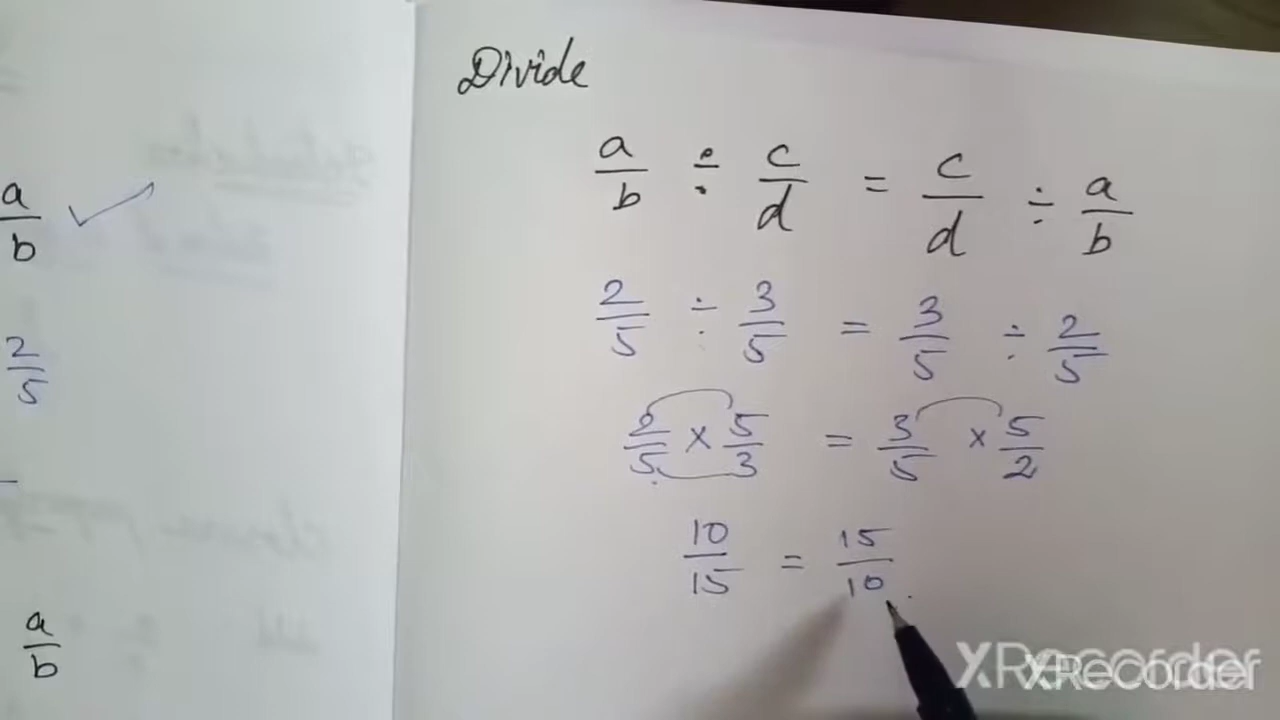 Divide
a/b ÷ c/d = c/d ÷ a/b
2/5 ÷ 3/5 = 3/5 ÷ 2/5
2/5 × 5/3 = 3/5 × 5/2
10/15 = 15/10
a/b ✓
2/5
a/b
XRecorder
XRecorder